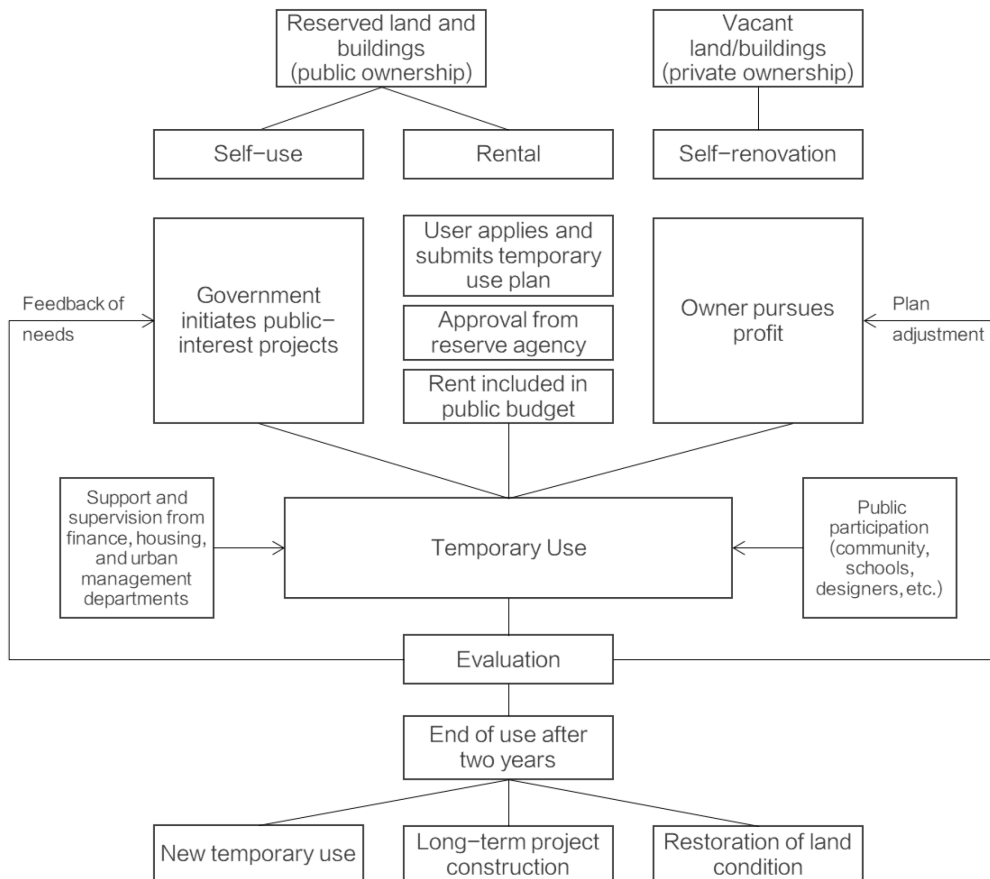 Reserved land and
buildings
(public ownership)
Vacant
land/buildings
(private ownership)
Self-use
Rental
Self-renovation
Government
initiates public-
interest projects
User applies and
submits temporary
use plan
Approval from
reserve agency
Rent included in
public budget
Owner pursues
profit
Feedback of
needs
Plan
adjustment
Support and
supervision from
finance, housing,
and urban
management
departments
Temporary Use
Public
participation
(community,
schools,
designers, etc.)
Evaluation
End of use after
two years
New temporary use
Long-term project
construction
Restoration of land
condition